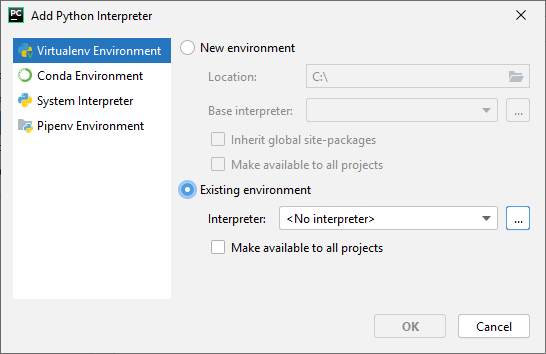 PC
Add Python Interpreter
Virtualenv Environment
Conda Environment
System Interpreter
Pipenv Environment
New environment
Location: C:\
Base interpreter: ...
Inherit global site-packages
Make available to all projects
Existing environment
Interpreter: <No interpreter> ...
Make available to all projects
OK Cancel